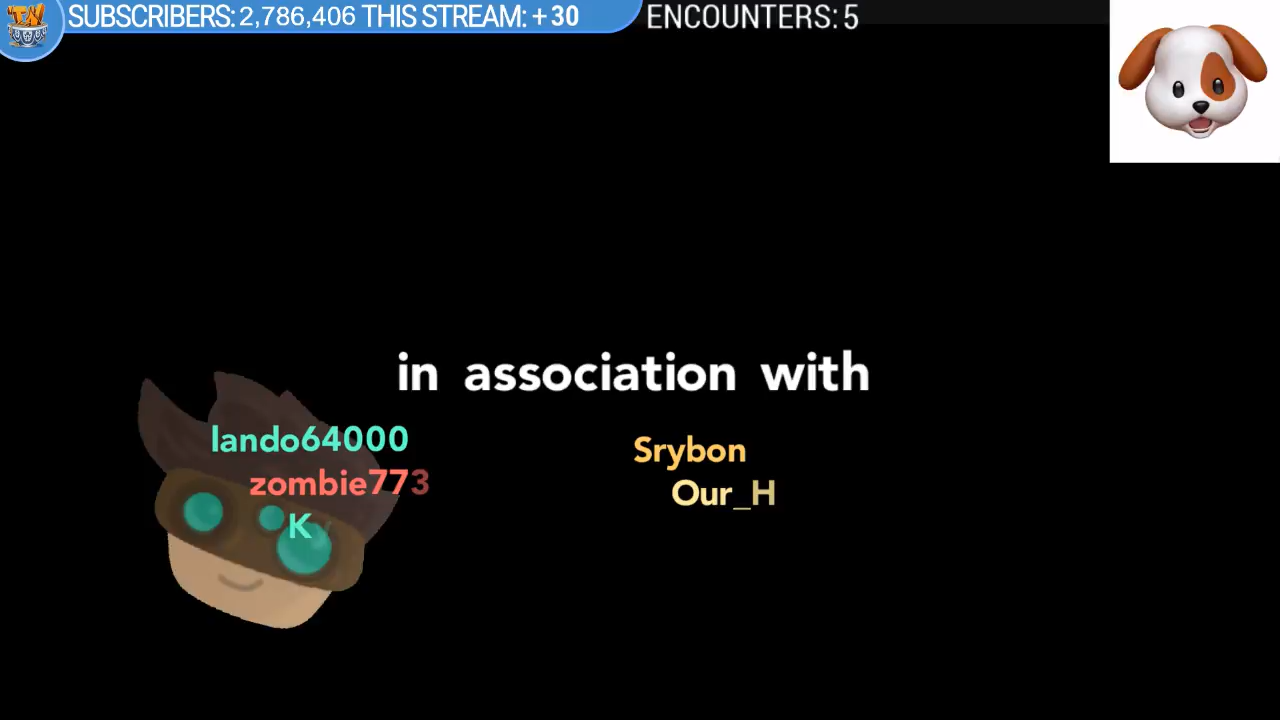 SUBSCRIBERS: 2,786,406 THIS STREAM: +30
ENCOUNTERS: 5
in association with
lando64000
zombie773
K
Srybon
Our_H